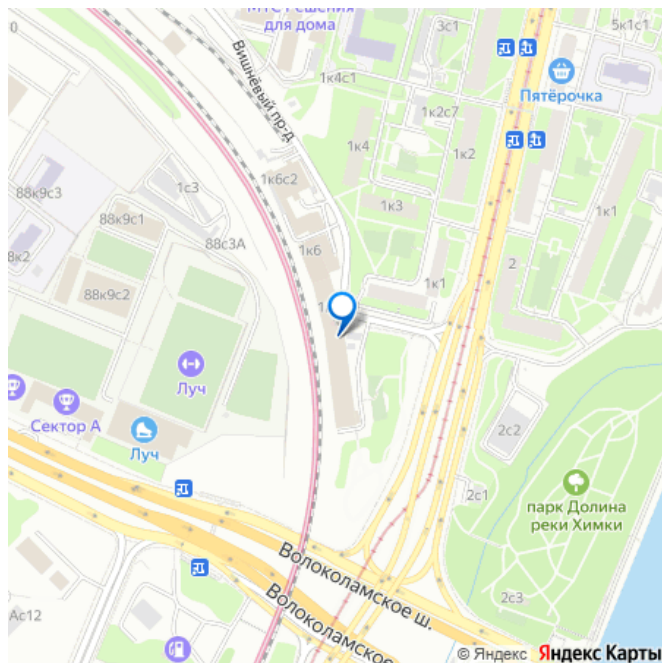 МТС Решения
для дома
3с1
5к1с1
0
Вишнёвый пр-д
1к4с1
Пятёрочка
1к2с7
1к4
1к2
1к6с2
88к9с3
1с3
1к3
1к1
88к9с1
88с3А
1к6
8к2
2
1к1
88к9с2
Луч
Сектор А
Луч
2с2
2с1
парк Долина
реки Химки
Волоколамское ш.
Волоколамское
2с3
Ас12
© Яндекс Яндекс Карты